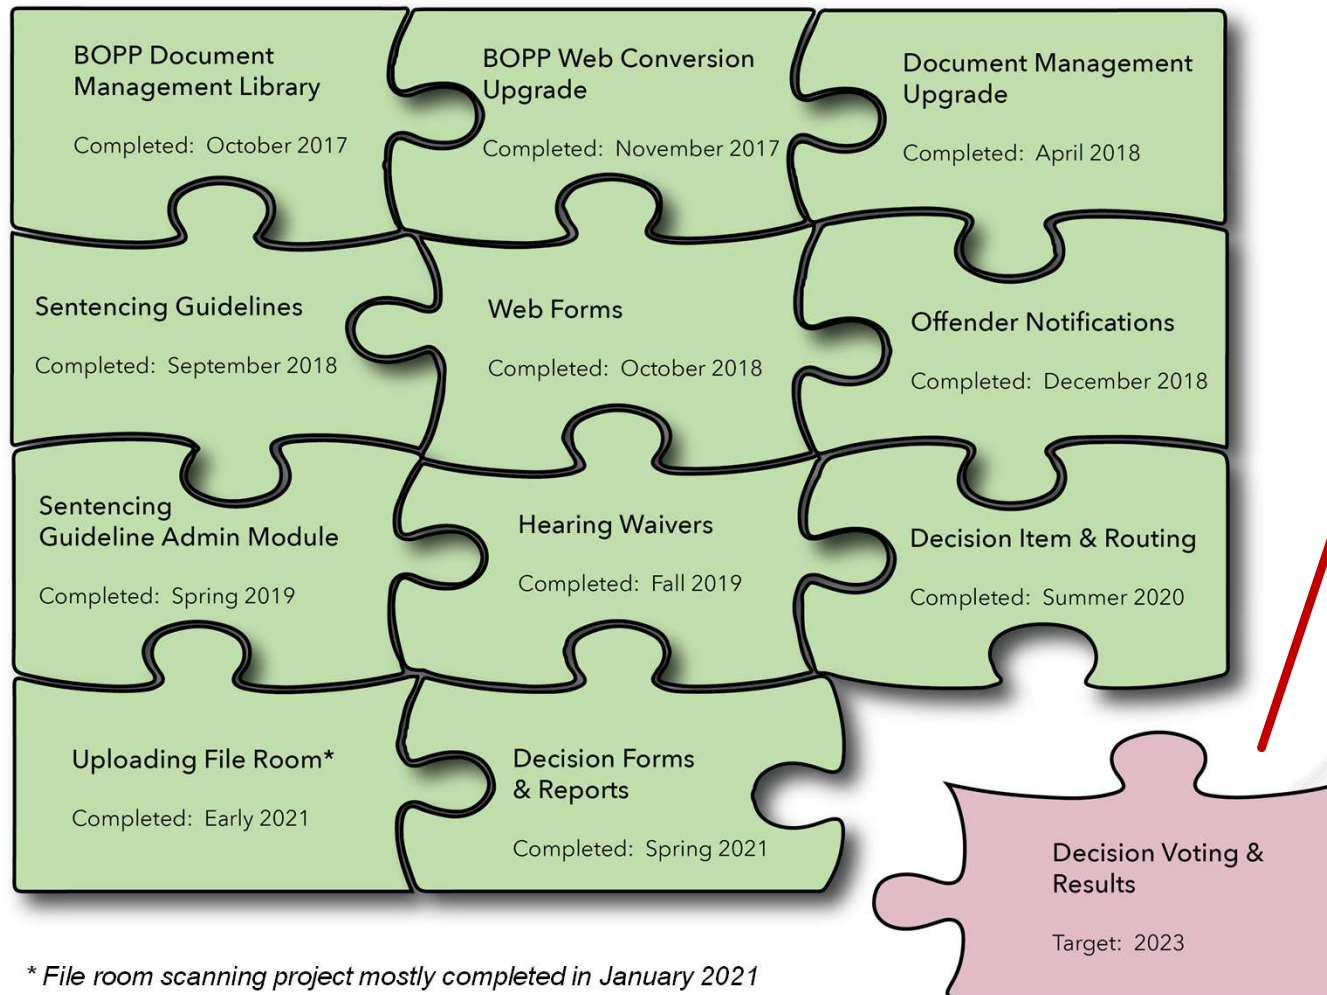 BOPP Document
Management Library
Completed: October 2017
BOPP Web Conversion
Upgrade
Completed: November 2017
Document Management
Upgrade
Completed: April 2018
Sentencing Guidelines
Completed: September 2018
Web Forms
Completed: October 2018
Offender Notifications
Completed: December 2018
Sentencing
Guideline Admin Module
Completed: Spring 2019
Hearing Waivers
Completed: Fall 2019
Decision Item & Routing
Completed: Summer 2020
Uploading File Room*
Completed: Early 2021
Decision Forms
& Reports
Completed: Spring 2021
Decision Voting &
Results
Target: 2023
* File room scanning project mostly completed in January 2021